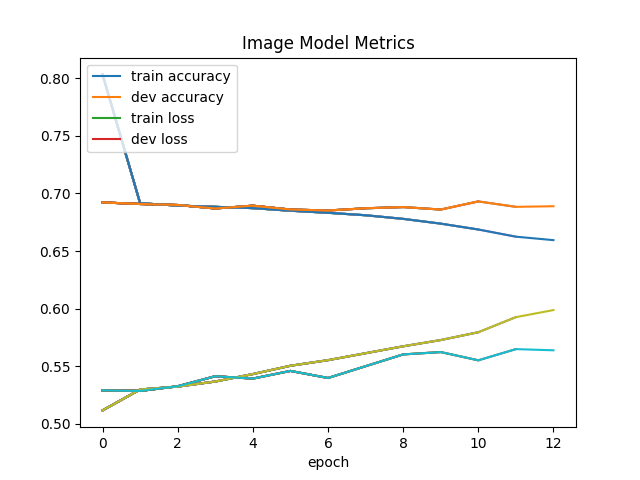 Image Model Metrics
train accuracy
dev accuracy
train loss
dev loss
0.80
0.75
0.70
0.65
0.60
0.55
0.50
0 2 4 6 8 10 12
epoch